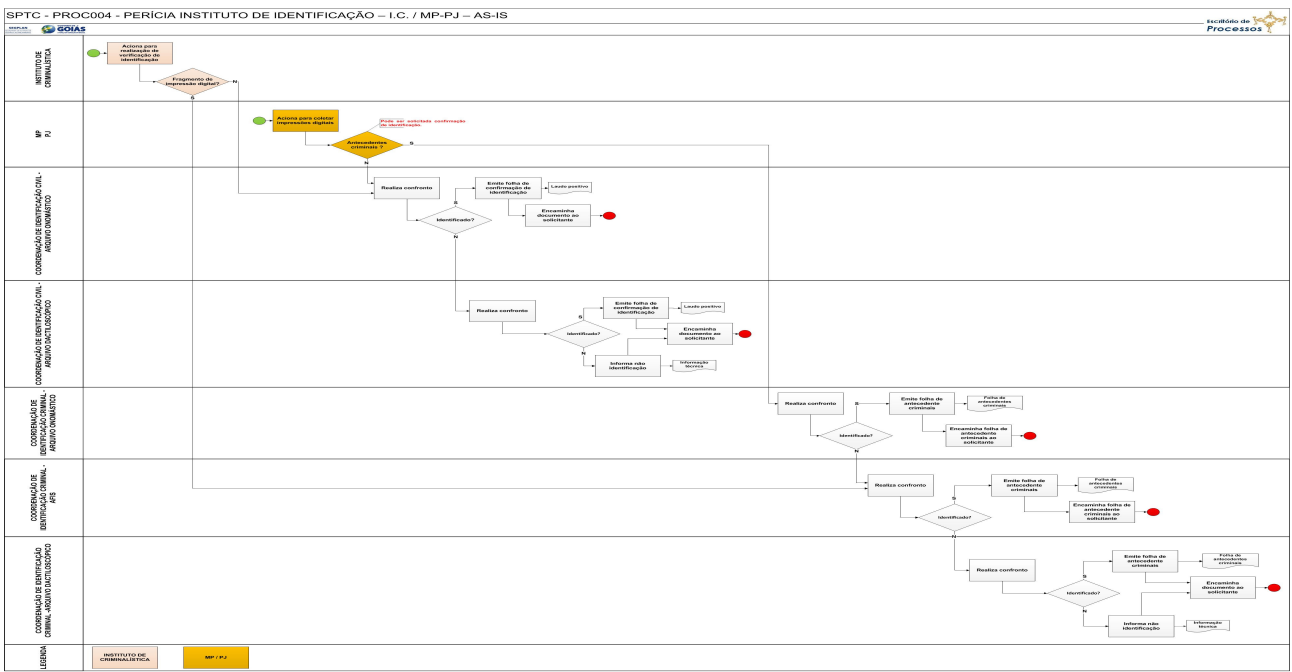 SPTC - PROC004 - PERÍCIA INSTITUTO DE IDENTIFICAÇÃO – I.C. / MP-PJ – AS-IS
GOIÁS
Escritório de
Processos
INSTITUTO DE
CRIMINALÍSTICA
Aciona para
realização de
verificação de
identificação
Fragmento de
impressão digital?
N
S
MP
PJ
Aciona para coletar
impressões digitais
Pode ser solicitado confirmação
de identificação
Antecedentes
criminais ?
S
N
COORDENAÇÃO DE IDENTIFICAÇÃO CIVIL -
ARQUIVO ONOMÁSTICO
Realiza confronto
Identificado?
S
N
Emite folha de
confirmação de
identificação
Laudo positivo
Encaminha
documento ao
solicitante
COORDENAÇÃO DE IDENTIFICAÇÃO CIVIL -
ARQUIVO DACTILOSCÓPICO
Realiza confronto
Identificado?
S
N
Emite folha de
confirmação de
identificação
Laudo positivo
Encaminha
documento ao
solicitante
Informa não
identificação
Informação
técnica
COORDENAÇÃO DE
IDENTIFICAÇÃO CRIMINAL -
ARQUIVO ONOMÁSTICO
Realiza confronto
Identificado?
S
N
Emite folha de
antecedente
criminais
Folha de
antecedentes
criminais
Encaminha folha de
antecedente
criminais ao
solicitante
COORDENAÇÃO DE
IDENTIFICAÇÃO CRIMINAL -
AFIS
Realiza confronto
Identificado?
S
N
Emite folha de
antecedente
criminais
Folha de
antecedentes
criminais
Encaminha folha de
antecedente
criminais ao
solicitante
COORDENAÇÃO DE IDENTIFICAÇÃO
CRIMINAL -ARQUIVO DACTILOSCÓPICO
Realiza confronto
Identificado?
S
N
Emite folha de
antecedente
criminais
Folha de
antecedentes
criminais
Encaminha
documento ao
solicitante
Informa não
identificação
Informação
técnica
LEGENDA
INSTITUTO DE
CRIMINALÍSTICA
MP / PJ